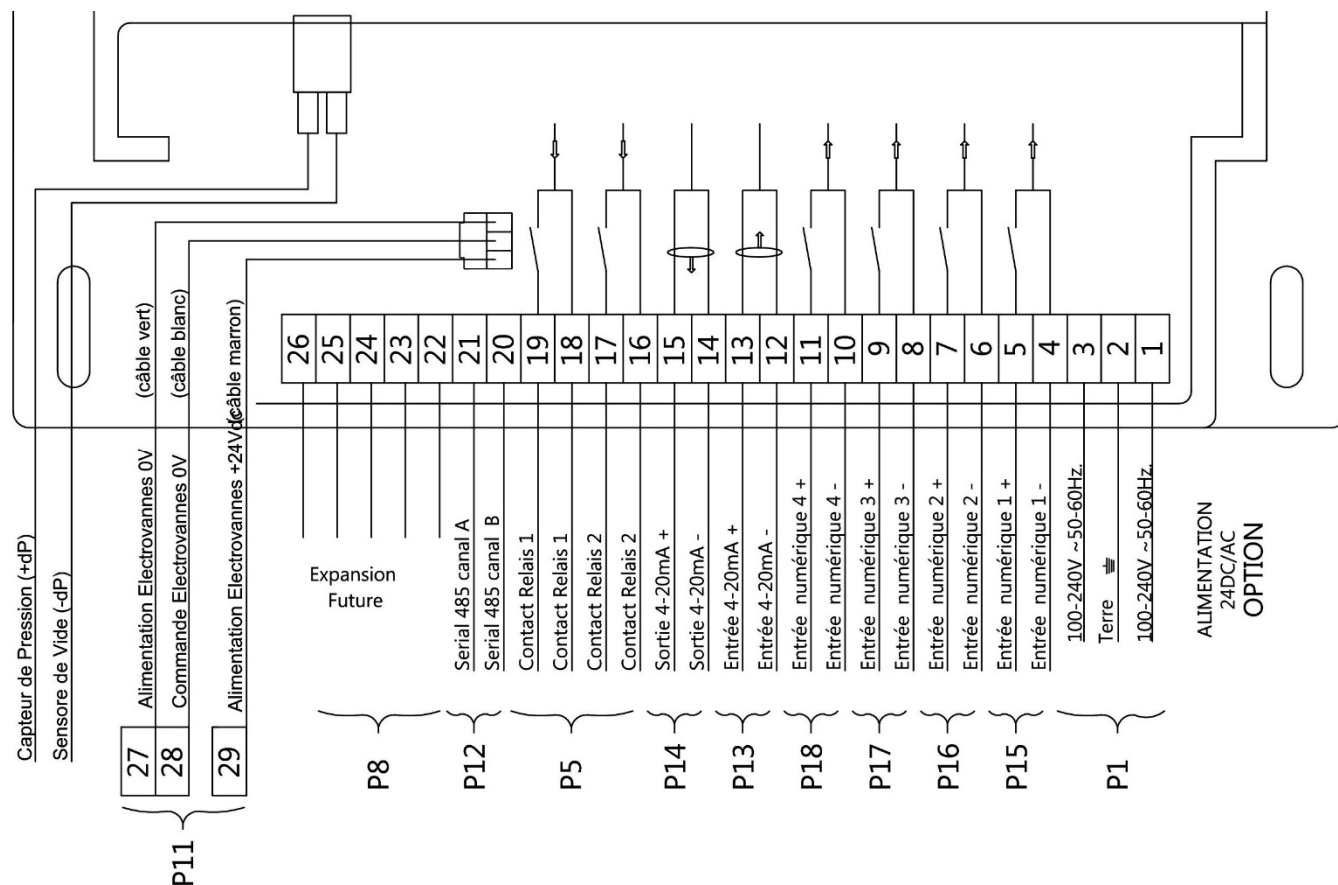 Capteur de Pression (+dP)
Sensore de Vide (-dP)
Alimentation Electrovannes 0V (câble vert)
Commande Electrovannes 0V (câble blanc)
Alimentation Electrovannes +24Vdc (câble marron)
27
28
29
P11
26
25
24
23
22
21
20
19
18
17
16
15
14
13
12
11
10
9
8
7
6
5
4
3
2
1
Expansion
Future
Serial 485 canal A
Serial 485 canal B
Contact Relais 1
Contact Relais 1
Contact Relais 2
Contact Relais 2
Sortie 4-20mA +
Sortie 4-20mA -
Entrée 4-20mA +
Entrée 4-20mA -
Entrée numérique 4 +
Entrée numérique 4 -
Entrée numérique 3 +
Entrée numérique 3 -
Entrée numérique 2 +
Entrée numérique 2 -
Entrée numérique 1 +
Entrée numérique 1 -
100-240V ~50-60Hz.
Terre
100-240V ~50-60Hz.
ALIMENTATION
24DC/AC
OPTION
P8
P12
P5
P14
P13
P18
P17
P16
P15
P1